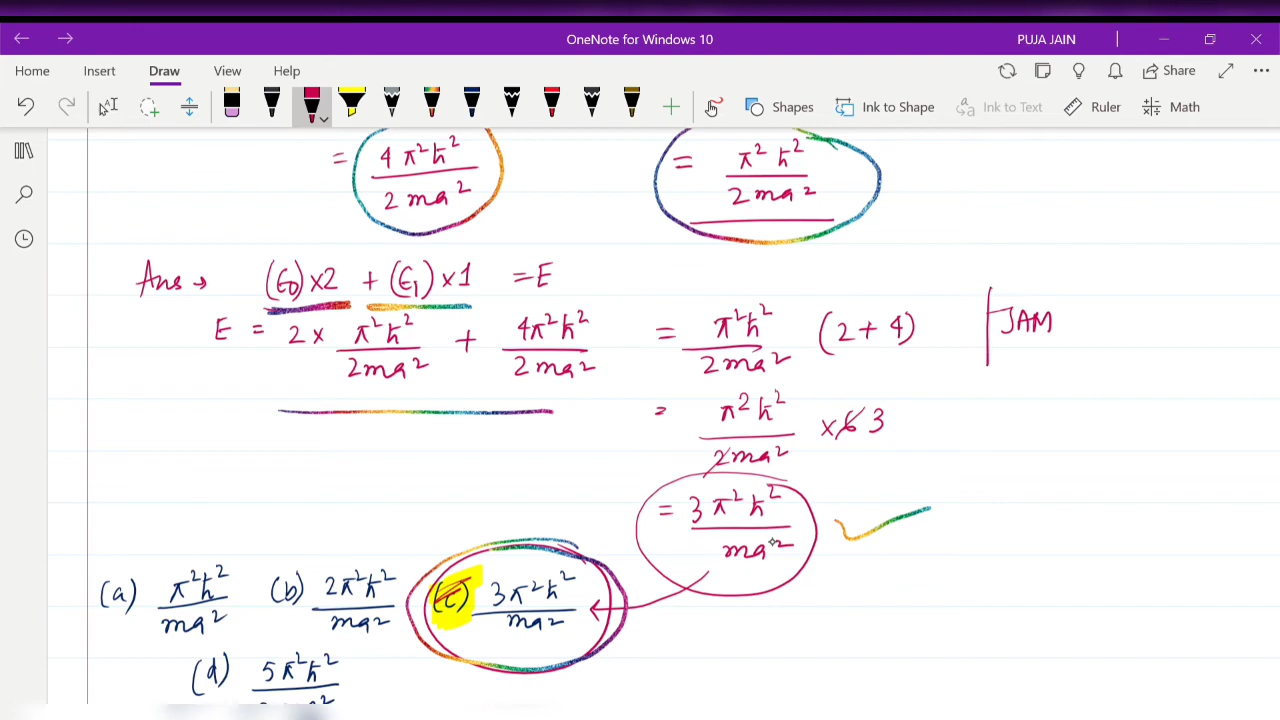 OneNote for Windows 10
PUJA JAIN
Home Insert Draw View Help
Share
Shapes Ink to Shape Ink to Text Ruler Math
= 4π²ħ² / 2ma²
= π²ħ² / 2ma²
Ans → (E₀)×2 + (E₁)×1 = E
E = 2 × π²ħ² / 2ma² + 4π²ħ² / 2ma² = π²ħ² / 2ma² (2+4)
JAM
= π²ħ² / 2ma² × 6 3
= 3π²ħ² / ma²
(a) π²ħ² / ma² (b) 2π²ħ² / ma² (c) 3π²ħ² / ma²
(d) 5π²ħ²